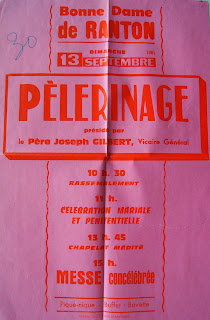 Bonne Dame
de RANTON
30
DIMANCHE
13 SEPTEMBRE
PÈLERINAGE
présidé par
le Père Joseph GILBERT, Vicaire Général
10 h. 30
RASSEMBLEMENT
11 h.
CELEBRATION MARIALE
ET PENITENTIELLE
13 h. 45
CHAPELET MÉDITÉ
15 h.
MESSE concélébrée
Pique-nique - Buffet - Buvette